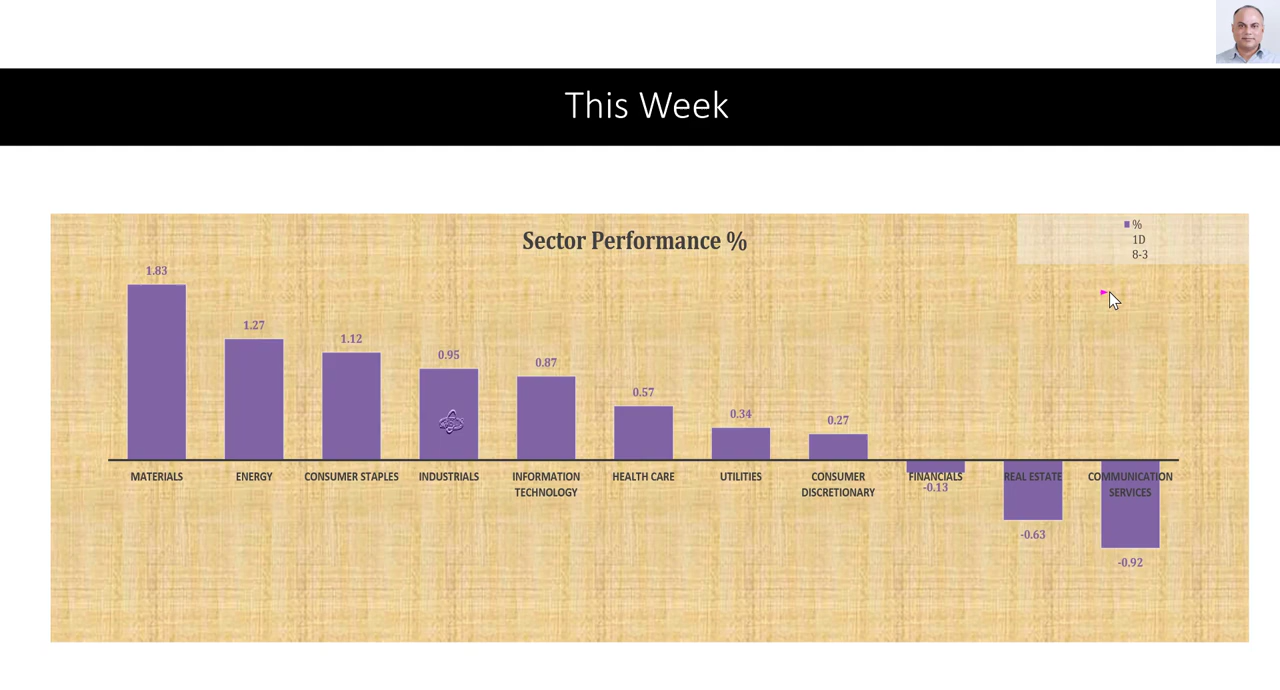 This Week
Sector Performance %
%
1D
8-3
1.83
1.27
1.12
0.95
0.87
0.57
0.34
0.27
MATERIALS
ENERGY
CONSUMER STAPLES
INDUSTRIALS
INFORMATION
TECHNOLOGY
HEALTH CARE
UTILITIES
CONSUMER
DISCRETIONARY
FINANCIALS
-0.13
REAL ESTATE
-0.63
COMMUNICATION
SERVICES
-0.92